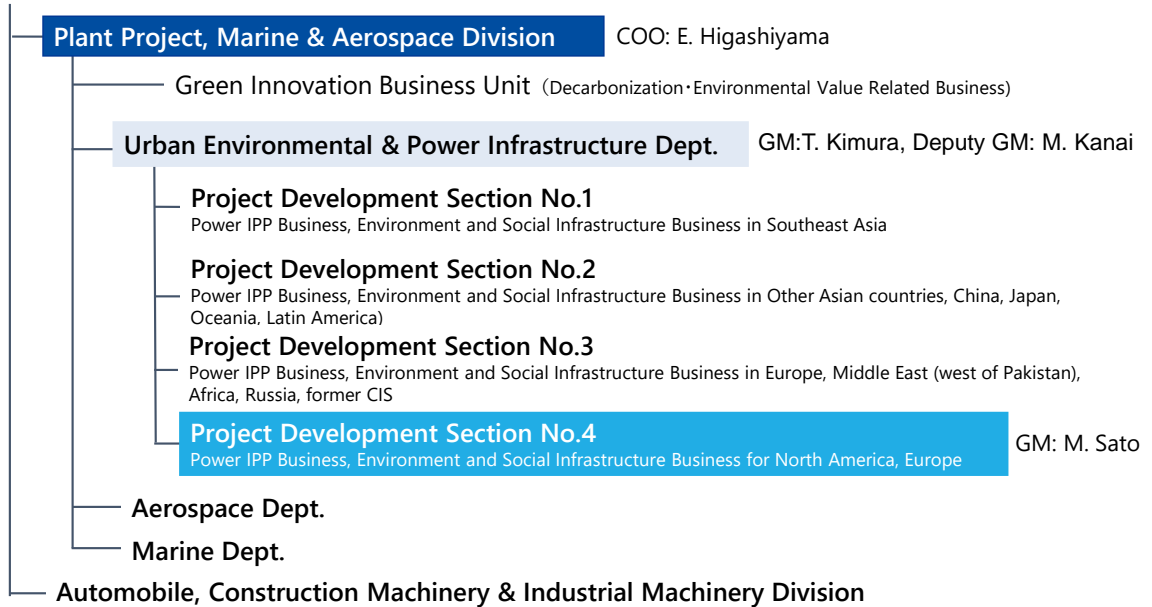 Plant Project, Marine & Aerospace Division COO: E. Higashiyama
Green Innovation Business Unit （Decarbonization･Environmental Value Related Business)
Urban Environmental & Power Infrastructure Dept. GM:T. Kimura, Deputy GM: M. Kanai
Project Development Section No.1
Power IPP Business, Environment and Social Infrastructure Business in Southeast Asia
Project Development Section No.2
Power IPP Business, Environment and Social Infrastructure Business in Other Asian countries, China, Japan,
Oceania, Latin America)
Project Development Section No.3
Power IPP Business, Environment and Social Infrastructure Business in Europe, Middle East (west of Pakistan),
Africa, Russia, former CIS
Project Development Section No.4 GM: M. Sato
Power IPP Business, Environment and Social Infrastructure Business for North America, Europe
Aerospace Dept.
Marine Dept.
Automobile, Construction Machinery & Industrial Machinery Division